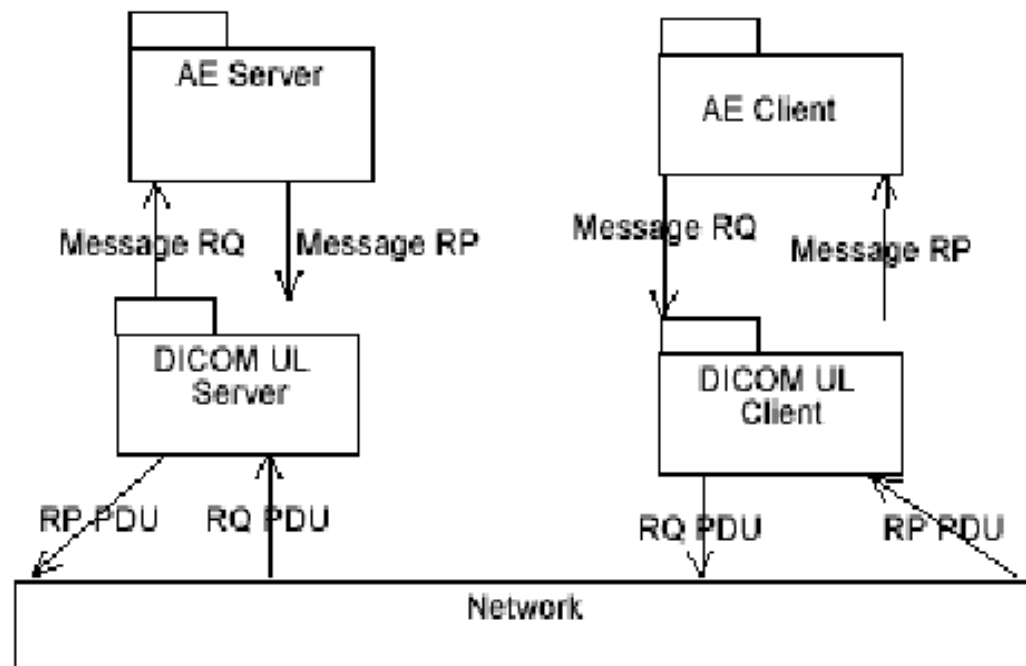 AE Server
AE Client
Message RQ
Message RP
Message RQ
Message RP
DICOM UL
Server
DICOM UL
Client
RP PDU
RQ PDU
RQ PDU
RP PDU
Network